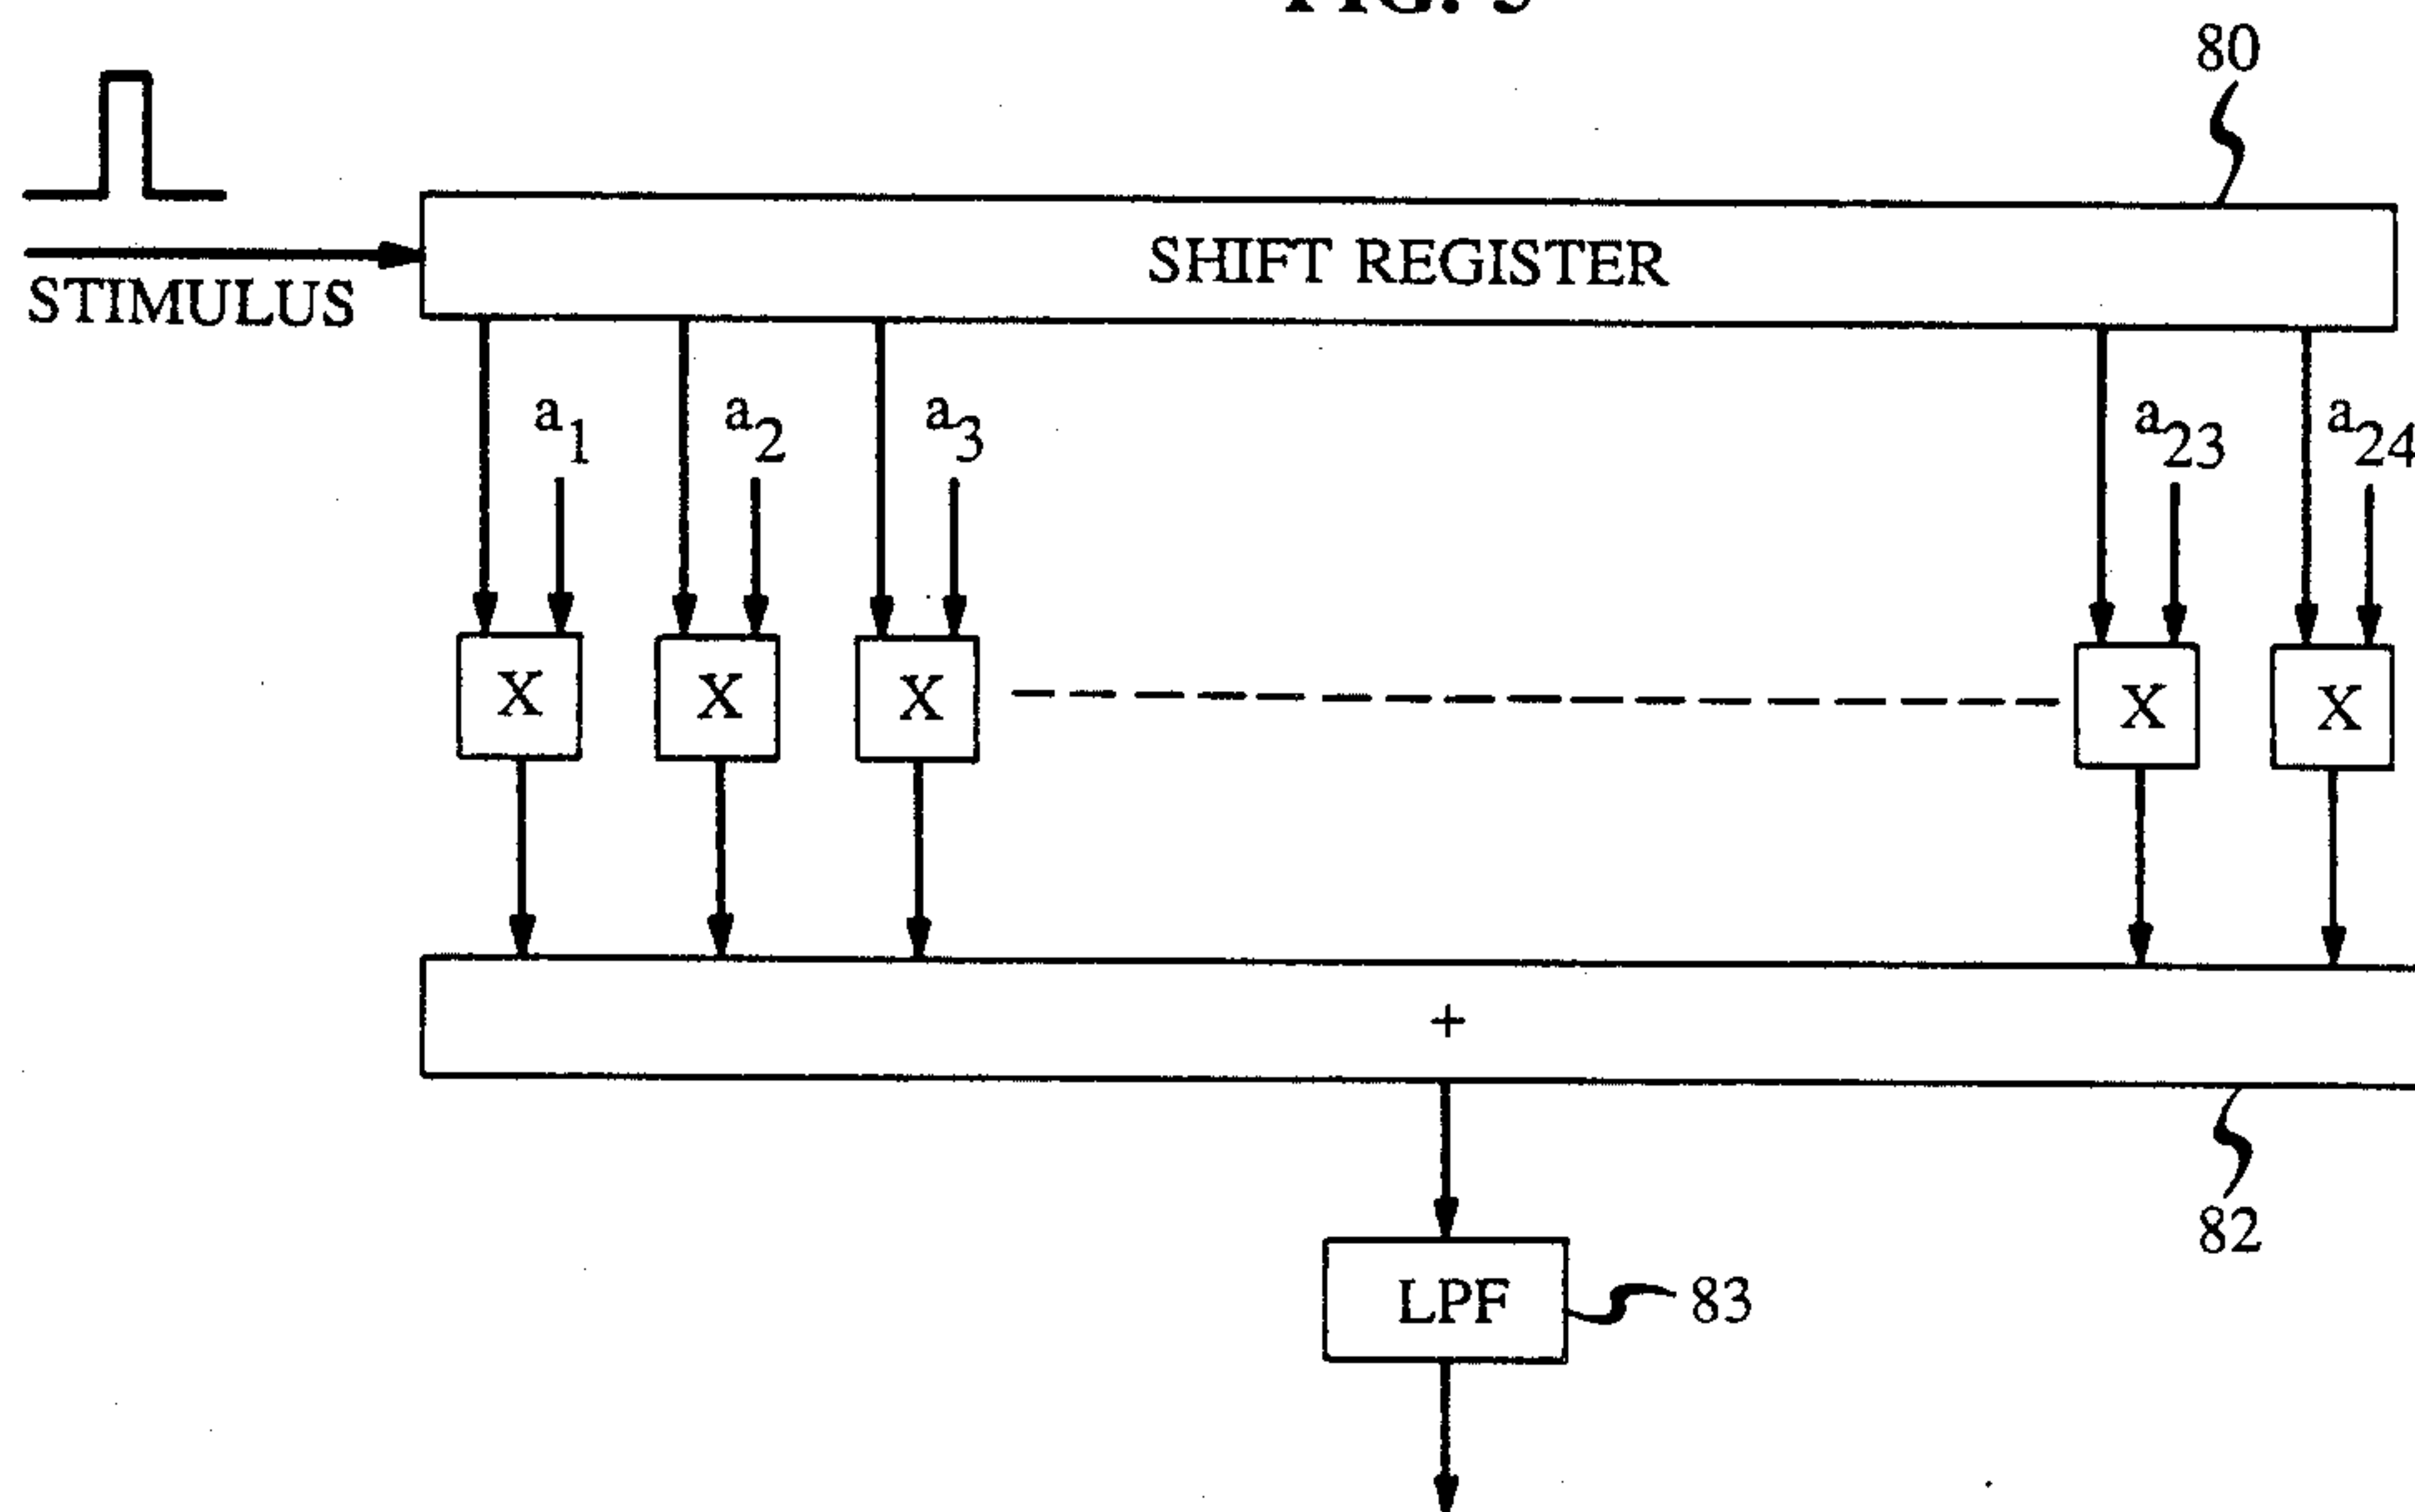 80
SHIFT REGISTER
STIMULUS
a1 a2 a3 a23 a24
X X X X X
+
82
LPF 83